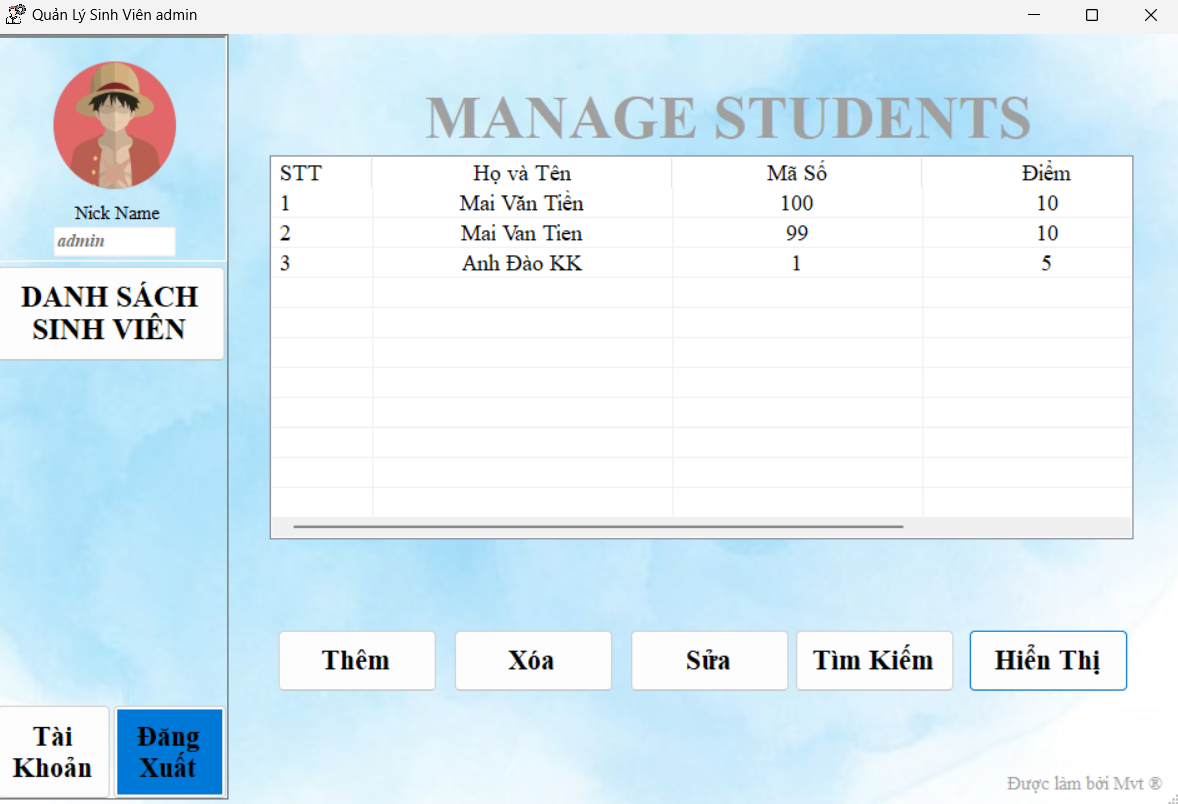 Quản Lý Sinh Viên admin
Nick Name
admin
DANH SÁCH
SINH VIÊN
Tài
Khoản
Đăng
Xuất
MANAGE STUDENTS
STT Họ và Tên Mã Số Điểm
1 Mai Văn Tiền 100 10
2 Mai Van Tien 99 10
3 Anh Đào KK 1 5
Thêm Xóa Sửa Tìm Kiếm Hiển Thị
Được làm bởi Mvt ®